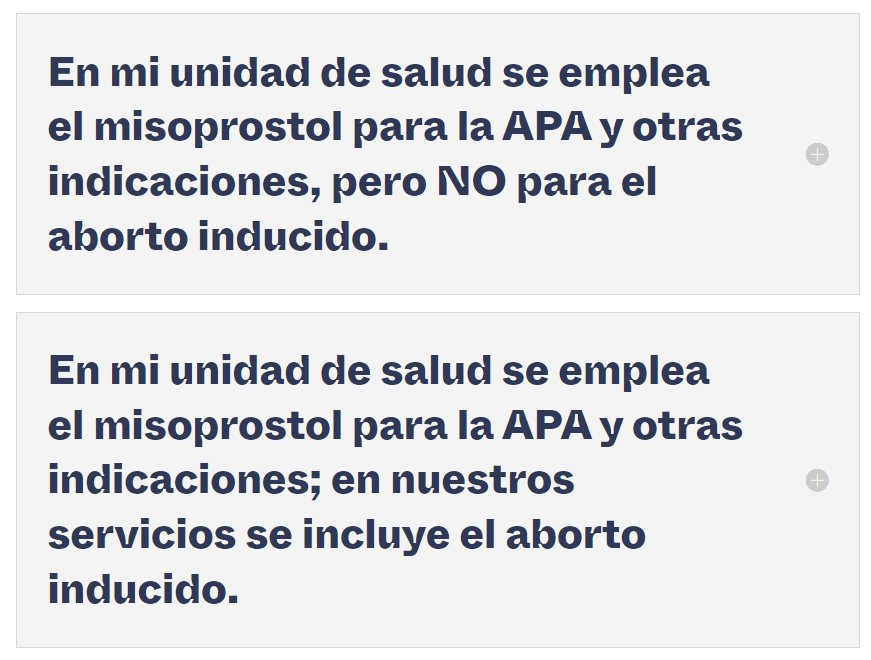 En mi unidad de salud se emplea
el misoprostol para la APA y otras
indicaciones, pero NO para el
aborto inducido.
En mi unidad de salud se emplea
el misoprostol para la APA y otras
indicaciones; en nuestros
servicios se incluye el aborto
inducido.